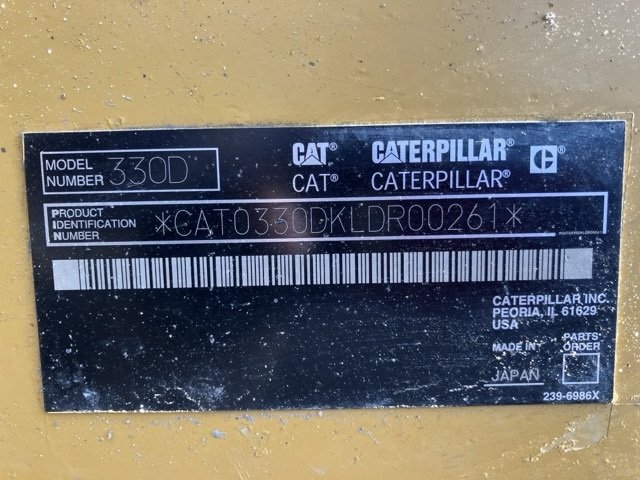 MODEL
NUMBER 330D
CAT® CATERPILLAR® C®
CAT® CATERPILLAR®
PRODUCT
IDENTIFICATION
NUMBER
*CAT0330DKLDR00261*
CATERPILLAR INC.
PEORIA, IL 61629
USA
MADE IN
JAPAN
PARTS
ORDER
239-6986X